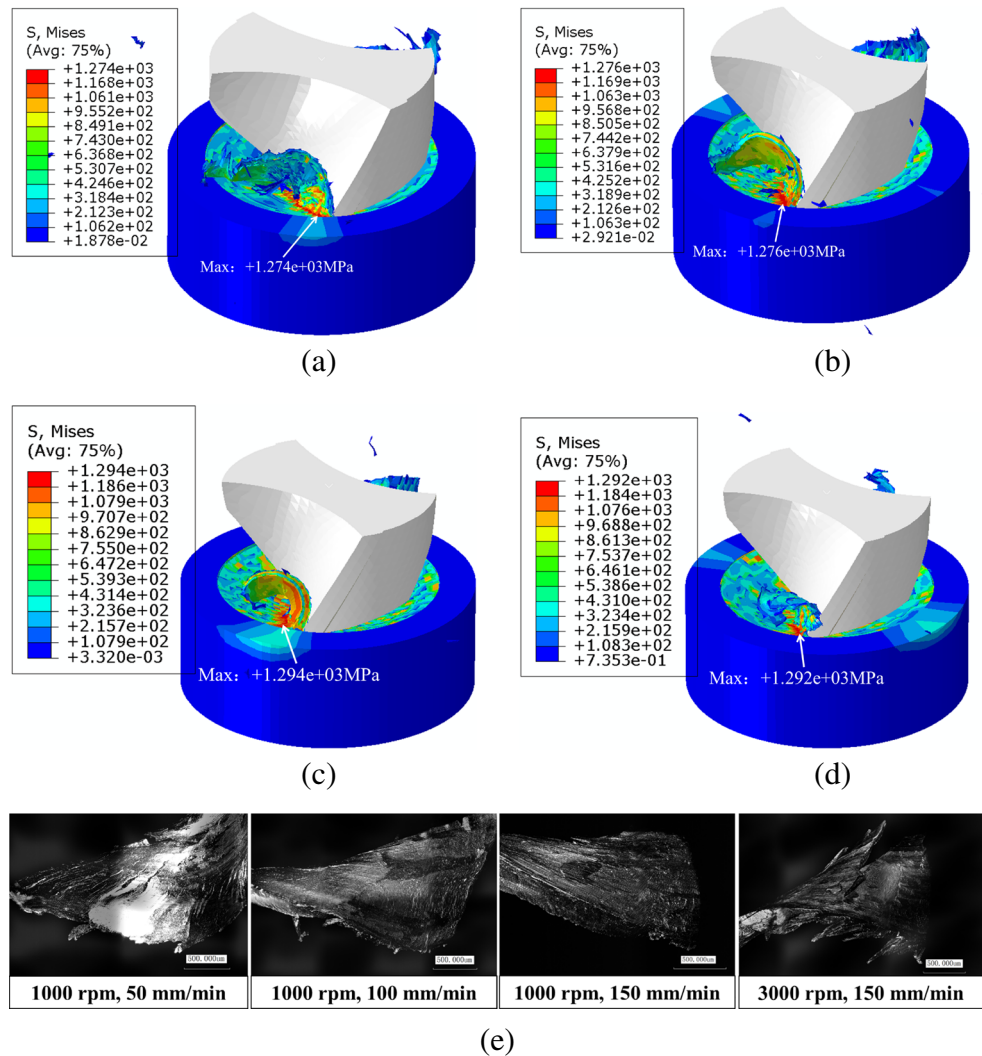 S, Mises
(Avg: 75%)
+1.274e+03
+1.168e+03
+1.061e+03
+9.552e+02
+8.491e+02
+7.430e+02
+6.368e+02
+5.307e+02
+4.246e+02
+3.184e+02
+2.123e+02
+1.062e+02
+1.878e-02
Max: +1.274e+03MPa
(a)
S, Mises
(Avg: 75%)
+1.276e+03
+1.169e+03
+1.063e+03
+9.568e+02
+8.505e+02
+7.442e+02
+6.379e+02
+5.316e+02
+4.252e+02
+3.189e+02
+2.126e+02
+1.063e+02
+2.921e-02
Max: +1.276e+03MPa
(b)
S, Mises
(Avg: 75%)
+1.294e+03
+1.186e+03
+1.079e+03
+9.707e+02
+8.629e+02
+7.550e+02
+6.472e+02
+5.393e+02
+4.314e+02
+3.236e+02
+2.157e+02
+1.079e+02
+3.320e-03
Max: +1.294e+03MPa
(c)
S, Mises
(Avg: 75%)
+1.292e+03
+1.184e+03
+1.076e+03
+9.688e+02
+8.613e+02
+7.537e+02
+6.461e+02
+5.386e+02
+4.310e+02
+3.234e+02
+2.159e+02
+1.083e+02
+7.353e-01
Max: +1.292e+03MPa
(d)
500.000um
500.000um
500.000um
500.000um
1000 rpm, 50 mm/min
1000 rpm, 100 mm/min
1000 rpm, 150 mm/min
3000 rpm, 150 mm/min
(e)